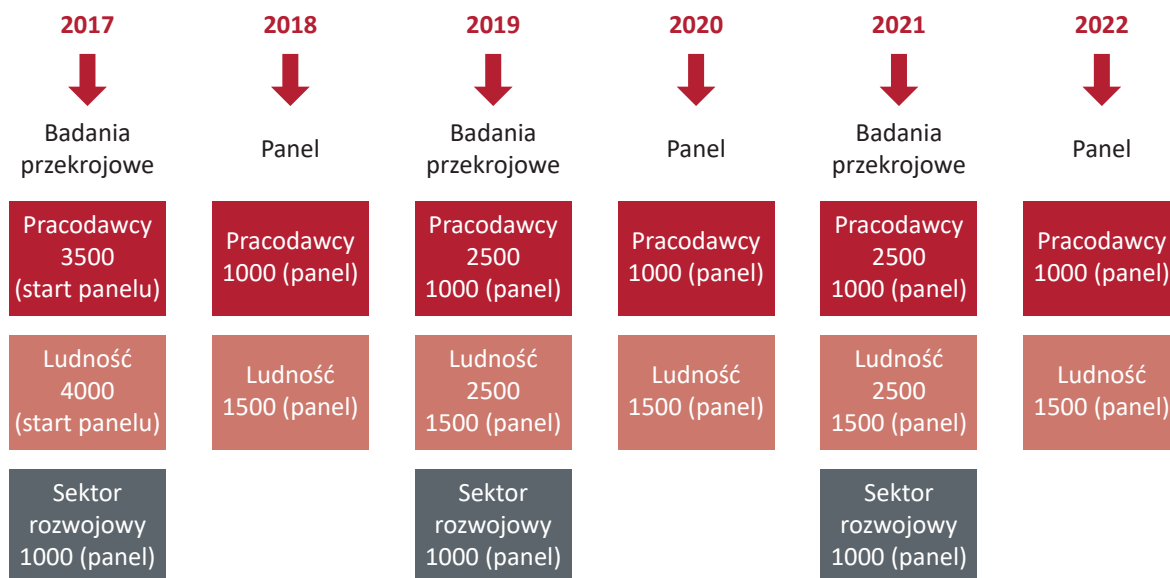 2017
2018
2019
2020
2021
2022
Badania
przekrojowe
Panel
Badania
przekrojowe
Panel
Badania
przekrojowe
Panel
Pracodawcy
3500
(start panelu)
Pracodawcy
1000 (panel)
Pracodawcy
2500
1000 (panel)
Pracodawcy
1000 (panel)
Pracodawcy
2500
1000 (panel)
Pracodawcy
1000 (panel)
Ludność
4000
(start panelu)
Ludność
1500 (panel)
Ludność
2500
1500 (panel)
Ludność
1500 (panel)
Ludność
2500
1500 (panel)
Ludność
1500 (panel)
Sektor
rozwojowy
1000 (panel)
Sektor
rozwojowy
1000 (panel)
Sektor
rozwojowy
1000 (panel)